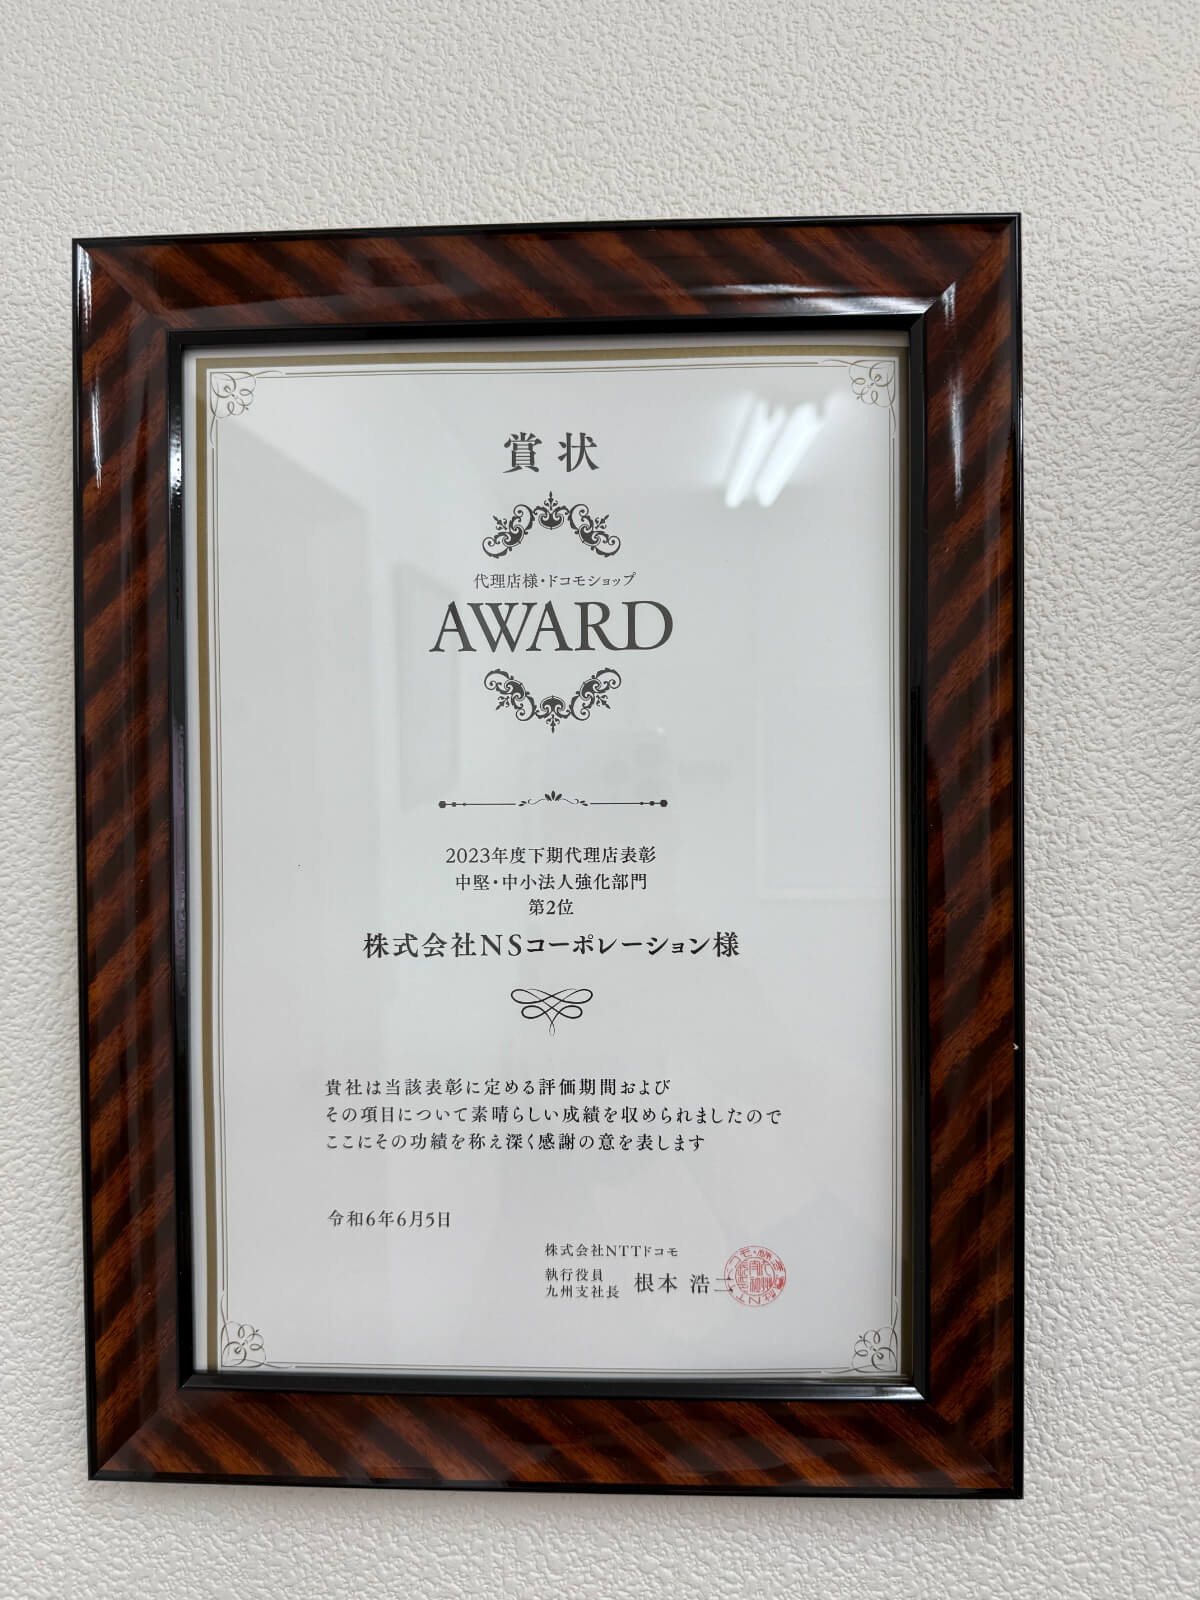 賞状
代理店様・ドコモショップ
AWARD
2023年度下期代理店表彰
中堅・中小法人強化部門
第2位
株式会社NSコーポレーション様
貴社は当該表彰に定める評価期間および
その項目について素晴らしい成績を収められましたので
ここにその功績を称え深く感謝の意を表します
令和6年6月5日
株式会社NTTドコモ
執行役員
九州支社長 根本 浩二